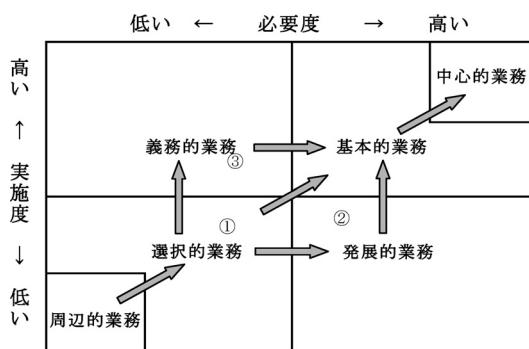 低い ← 必要度 → 高い
高い ↑ 実施度 ↓ 低い
中心的業務
義務的業務
③
基本的業務
①
②
選択的業務
発展的業務
周辺的業務